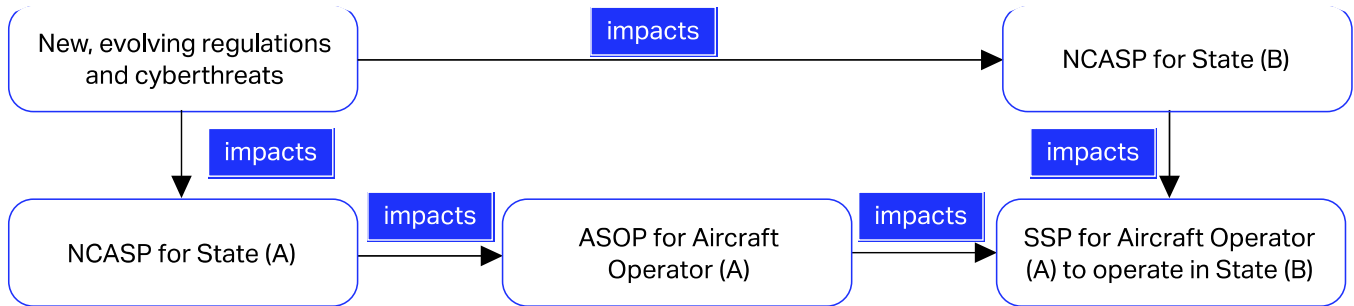 impacts
New, evolving regulations
and cyberthreats
NCASP for State (B)
impacts
impacts
impacts
impacts
NCASP for State (A)
ASOP for Aircraft
Operator (A)
SSP for Aircraft Operator
(A) to operate in State (B)